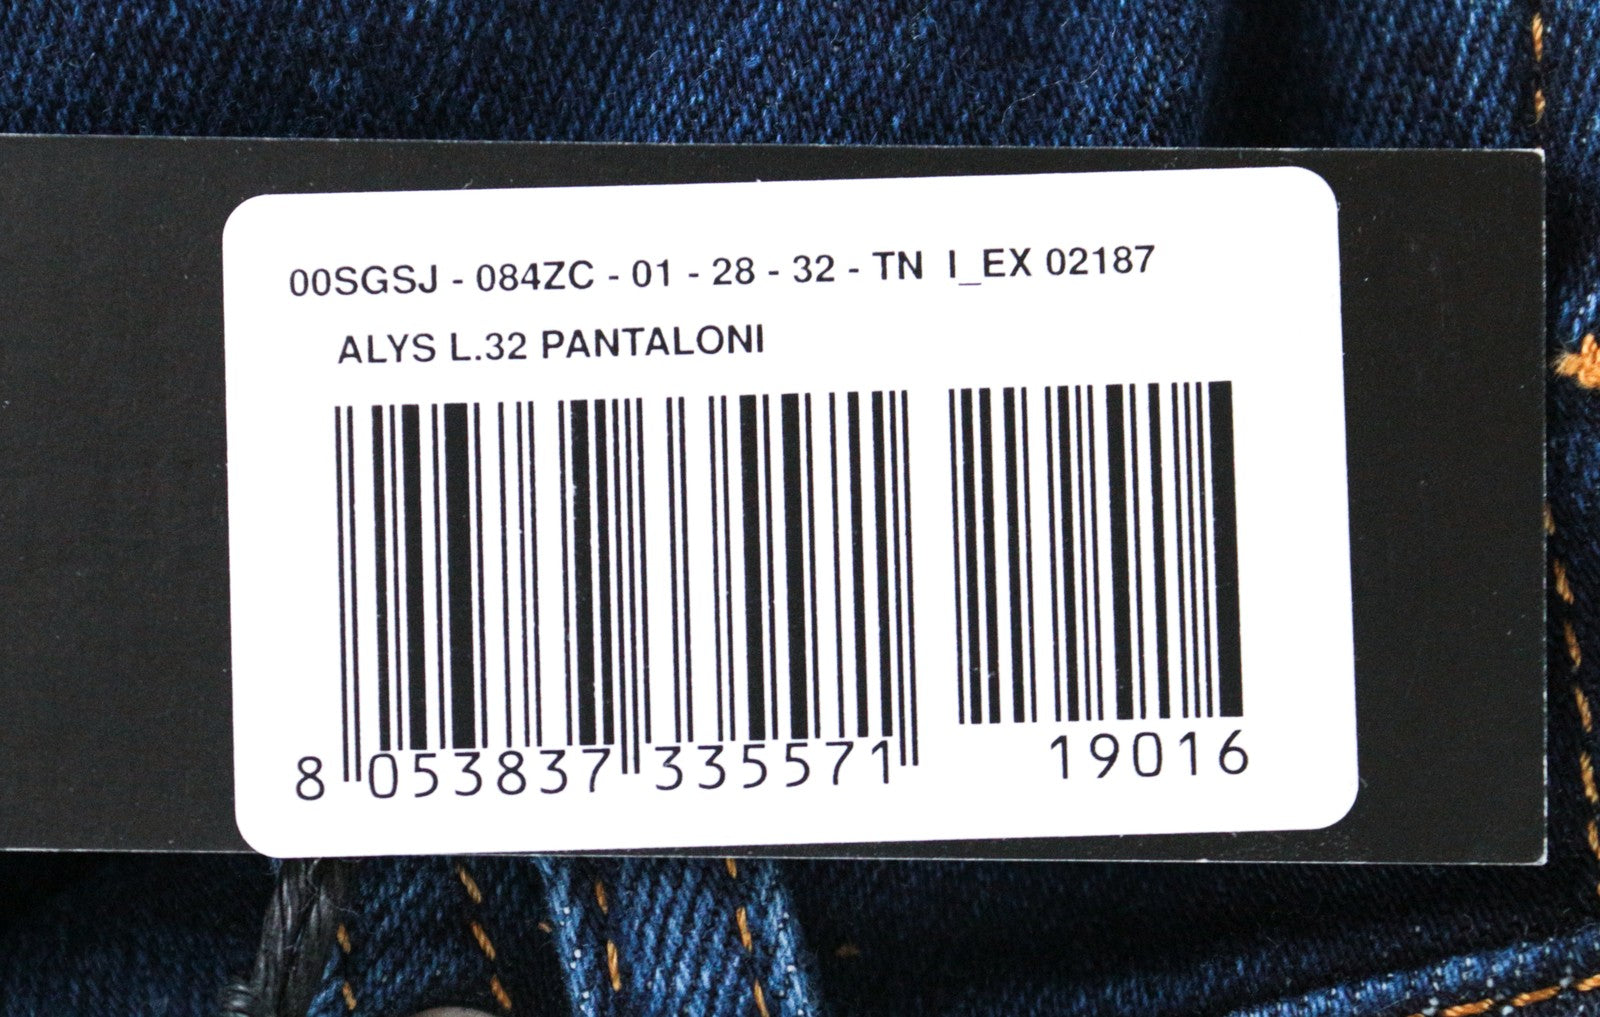 00SGSJ - 084ZC - 01 - 28 - 32 - TN I_EX 02187
ALYS L.32 PANTALONI
8 053837 335571 19016